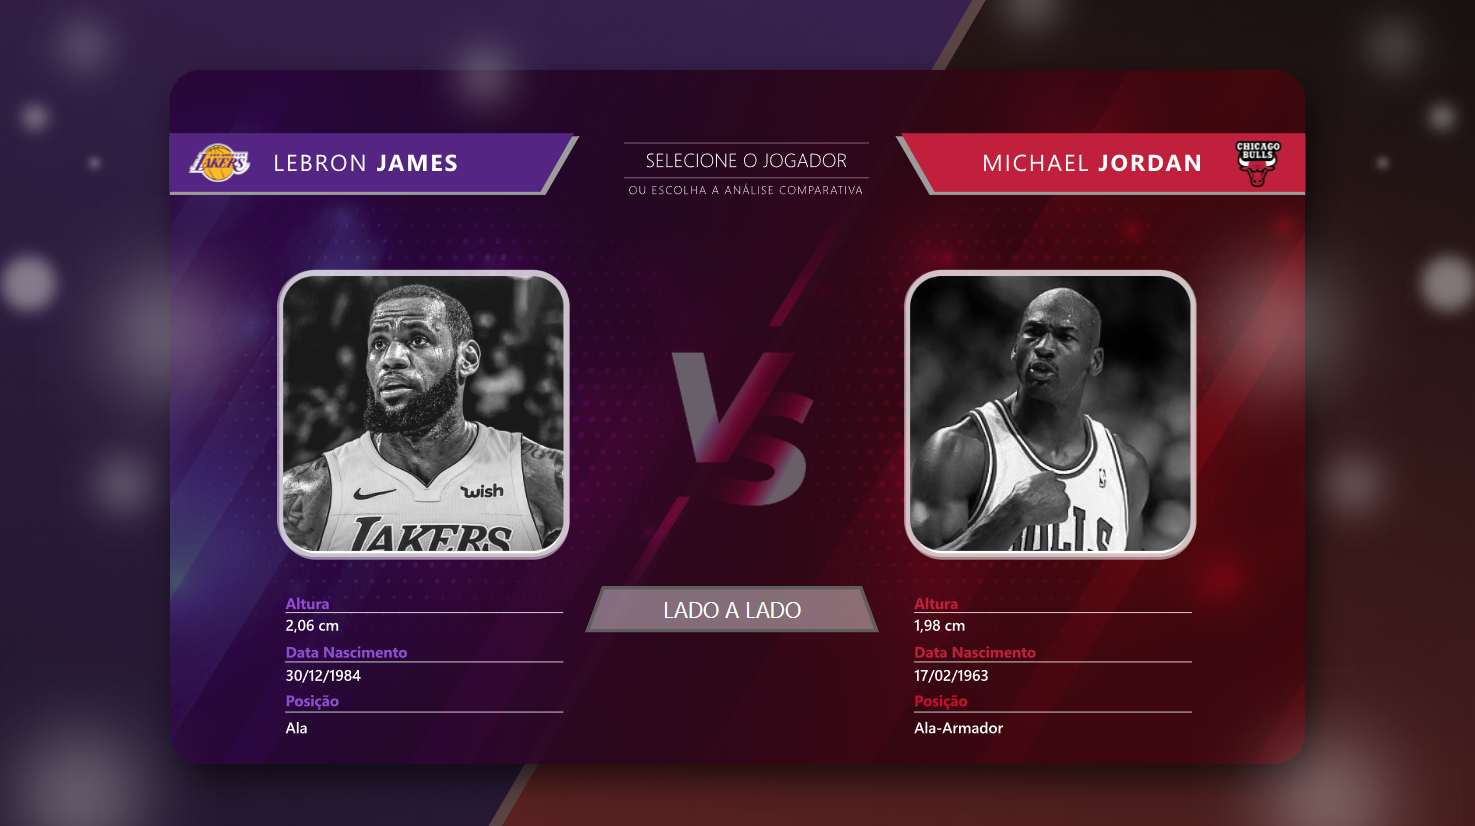 LAKERS
LEBRON JAMES
SELECIONE O JOGADOR
OU ESCOLHA A ANÁLISE COMPARATIVA
MICHAEL JORDAN
CHICAGO
BULLS
VS
wish
LAKERS
BULLS
LADO A LADO
Altura
2,06 cm
Data Nascimento
30/12/1984
Posição
Ala
Altura
1,98 cm
Data Nascimento
17/02/1963
Posição
Ala-Armador